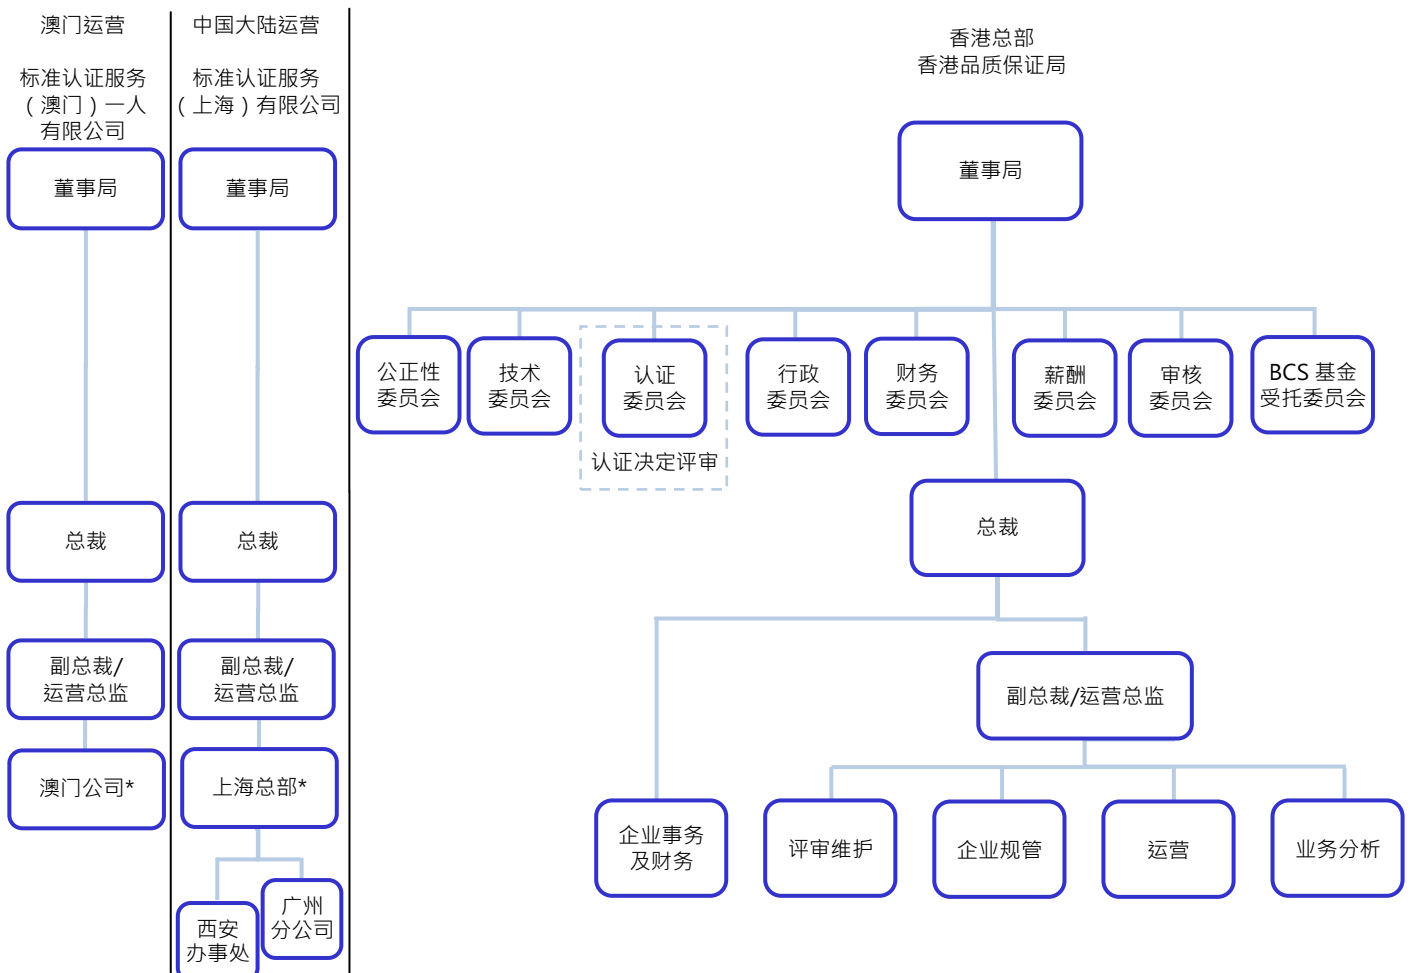 澳门运营
标准认证服务
（澳门）一人
有限公司
董事局
总裁
副总裁/
运营总监
澳门公司*
中国大陆运营
标准认证服务
（上海）有限公司
董事局
总裁
副总裁/
运营总监
上海总部*
西安
办事处
广州
分公司
香港总部
香港品质保证局
董事局
公正性
委员会
技术
委员会
认证
委员会
认证决定评审
行政
委员会
财务
委员会
薪酬
委员会
审核
委员会
BCS 基金
受托委员会
总裁
副总裁/运营总监
企业事务
及财务
评审维护
企业规管
运营
业务分析